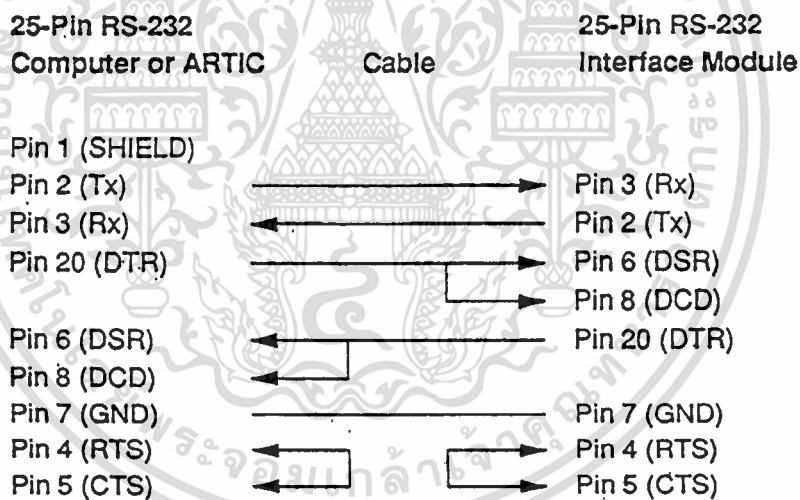 25-Pin RS-232 25-Pin RS-232
Computer or ARTIC Cable Interface Module
Pin 1 (SHIELD)
Pin 2 (Tx) Pin 3 (Rx)
Pin 3 (Rx) Pin 2 (Tx)
Pin 20 (DTR) Pin 6 (DSR)
Pin 8 (DCD)
Pin 6 (DSR) Pin 20 (DTR)
Pin 8 (DCD)
Pin 7 (GND) Pin 7 (GND)
Pin 4 (RTS) Pin 4 (RTS)
Pin 5 (CTS) Pin 5 (CTS)